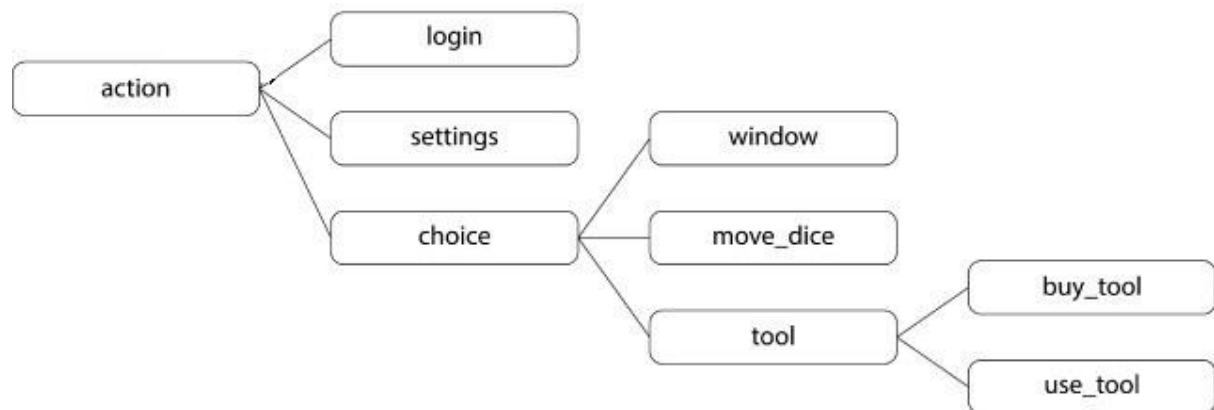 login
action
settings
window
choice
move_dice
buy_tool
tool
use_tool